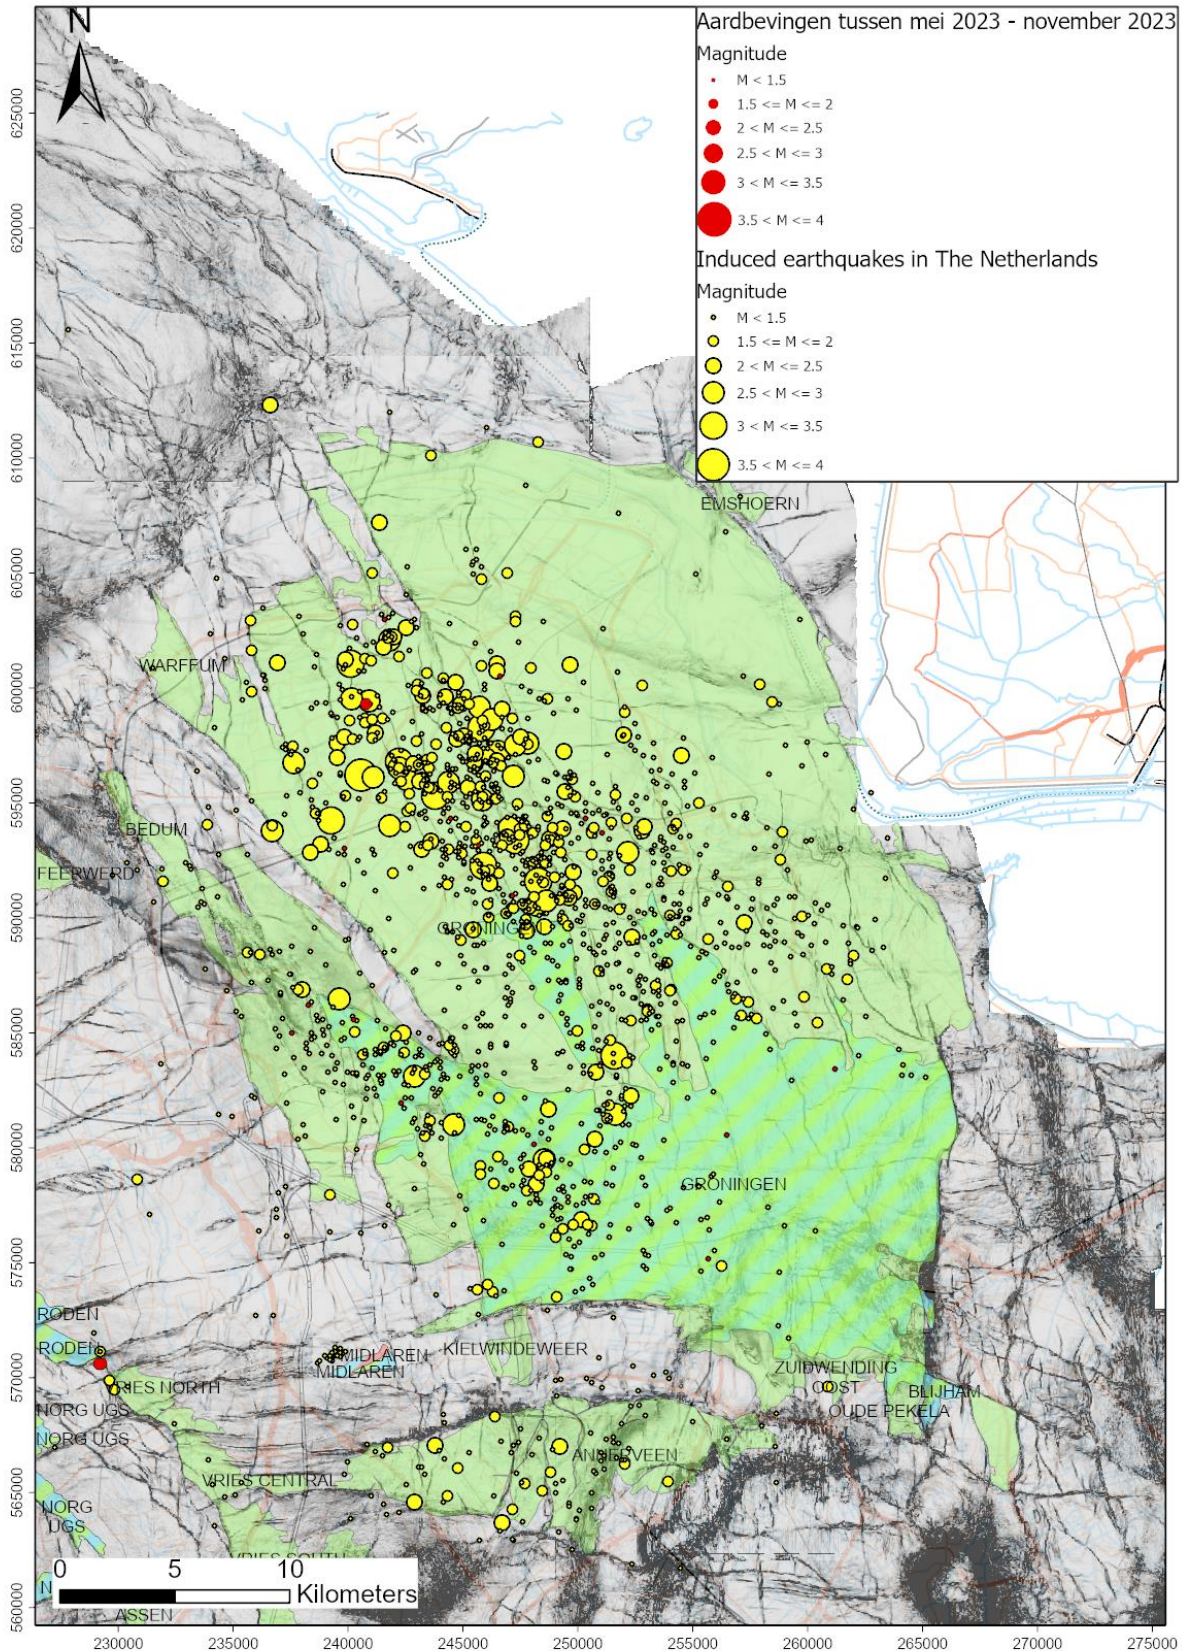 N
Aardbevingen tussen mei 2023 - november 2023
Magnitude
M < 1.5
1.5 <= M <= 2
2 < M <= 2.5
2.5 < M <= 3
3 < M <= 3.5
3.5 < M <= 4
Induced earthquakes in The Netherlands
Magnitude
M < 1.5
1.5 <= M <= 2
2 < M <= 2.5
2.5 < M <= 3
3 < M <= 3.5
3.5 < M <= 4
625000
620000
615000
610000
605000
600000
595000
590000
585000
580000
575000
570000
565000
560000
EMSHOERN
WARFFUM
BEDUM
FEERWERD
GRONINGEN
GRONINGEN
RODEN
RODEN
MIDLAREN
MIDLAREN
KIELWINDEWEER
RIES NORTH
ZUIDWENDING
OOST
BLIJHAM
OUDE PEKELA
NORG UGS
NORG UGS
ANNERVEEN
VRIES CENTRAL
NORG
UGS
VRIES SOUTH
N
ASSEN
0 5 10
Kilometers
230000 235000 240000 245000 250000 255000 260000 265000 270000 275000